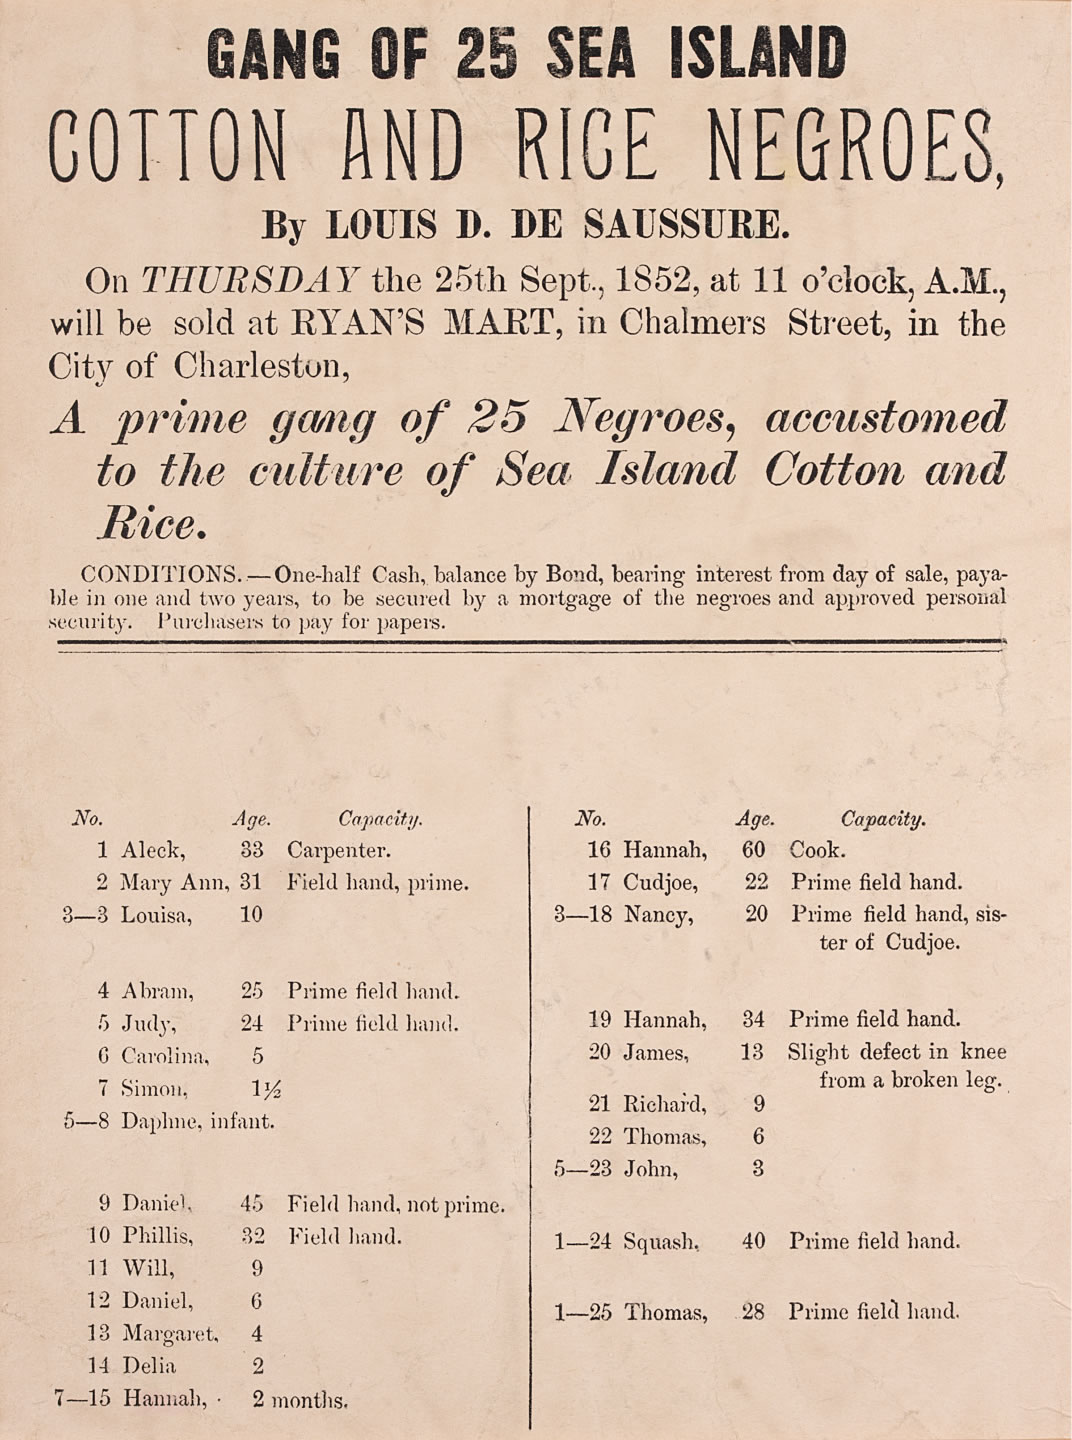 GANG OF 25 SEA ISLAND
COTTON AND RICE NEGROES,
By LOUIS D. DE SAUSSURE.
On THURSDAY the 25th Sept., 1852, at 11 o'clock, A.M.,
will be sold at RYAN'S MART, in Chalmers Street, in the
City of Charleston,
A prime gang of 25 Negroes, accustomed
to the culture of Sea Island Cotton and
Rice.
CONDITIONS.—One-half Cash, balance by Bond, bearing interest from day of sale, paya-
ble in one and two years, to be secured by a mortgage of the negroes and approved personal
security. Purchasers to pay for papers.
No. Age. Capacity.
1 Aleck, 33 Carpenter.
2 Mary Ann, 31 Field hand, prime.
3—3 Louisa, 10
4 Abram, 25 Prime field hand.
5 Judy, 24 Prime field hand.
6 Carolina, 5
7 Simon, 1½
5—8 Daphne, infant.
9 Daniel, 45 Field hand, not prime.
10 Phillis, 32 Field hand.
11 Will, 9
12 Daniel, 6
13 Margaret, 4
14 Delia 2
7—15 Hannah, 2 months.
No. Age. Capacity.
16 Hannah, 60 Cook.
17 Cudjoe, 22 Prime field hand.
3—18 Nancy, 20 Prime field hand, sis-
ter of Cudjoe.
19 Hannah, 34 Prime field hand.
20 James, 13 Slight defect in knee
from a broken leg.
21 Richard, 9
22 Thomas, 6
5—23 John, 3
1—24 Squash, 40 Prime field hand.
1—25 Thomas, 28 Prime field hand.